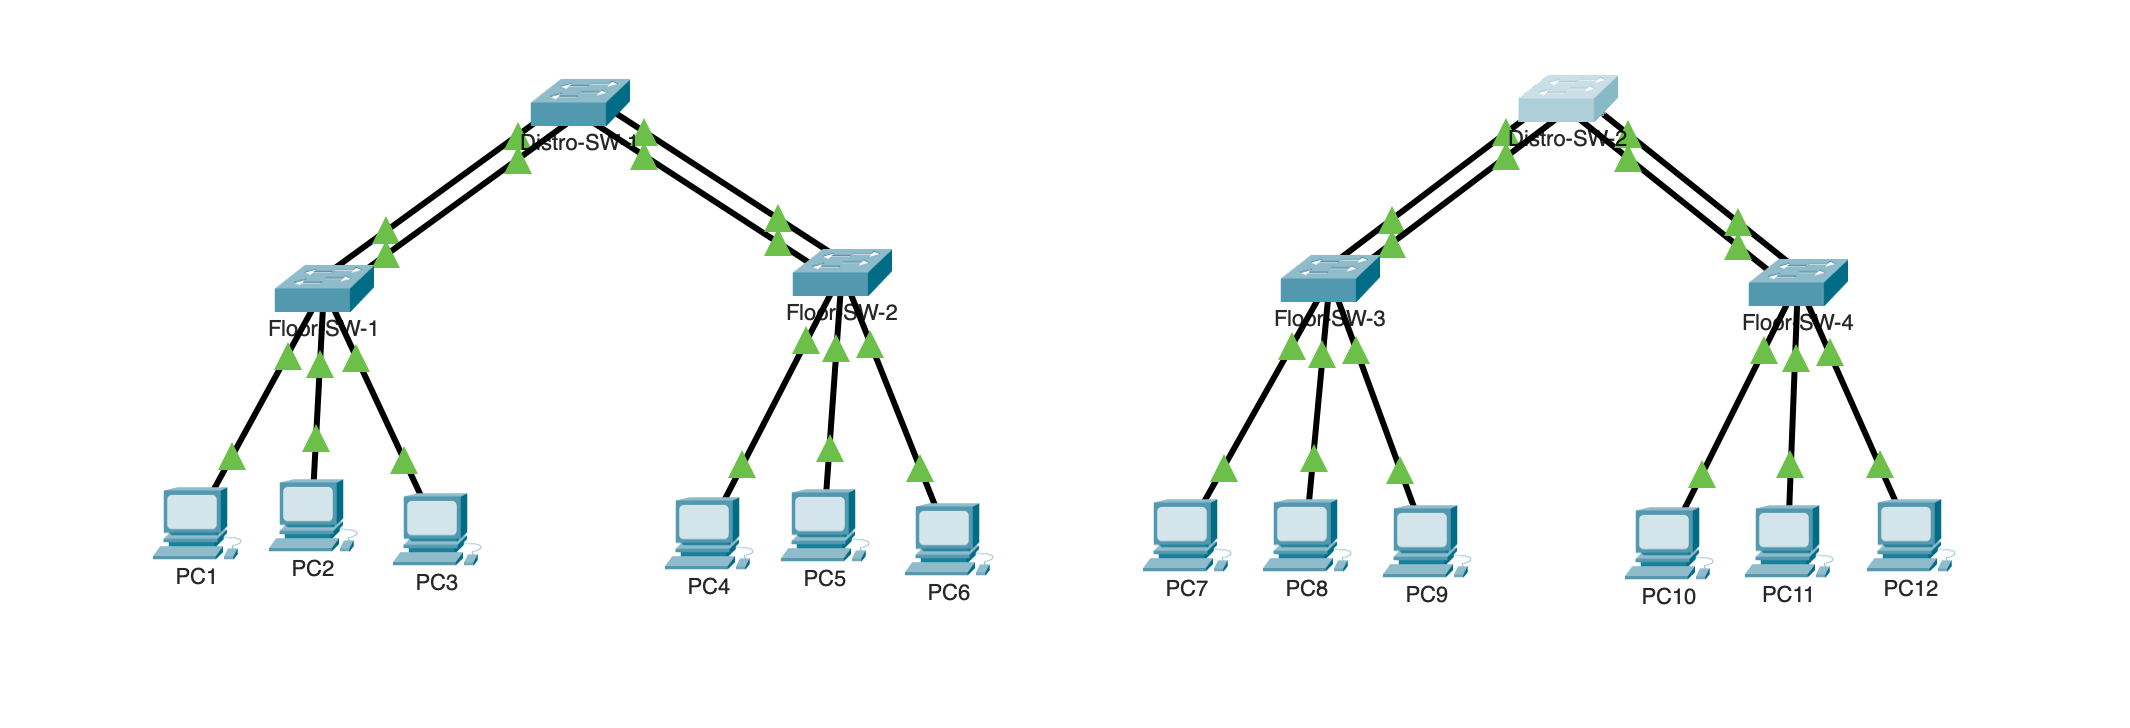 Distro-SW-1
Distro-SW-2
Floor-SW-1
Floor-SW-2
Floor-SW-3
Floor-SW-4
PC1
PC2
PC3
PC4
PC5
PC6
PC7
PC8
PC9
PC10
PC11
PC12